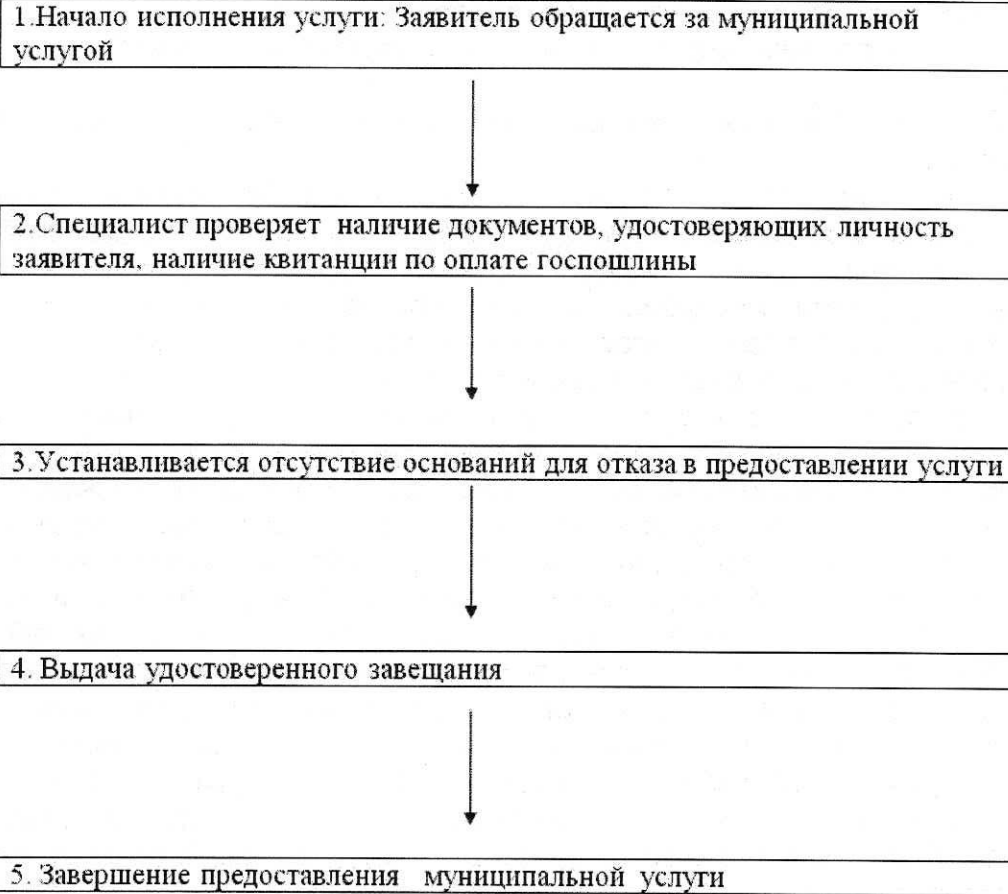 1.Начало исполнения услуги: Заявитель обращается за муниципальной
услугой
2.Специалист проверяет наличие документов, удостоверяющих личность
заявителя, наличие квитанции по оплате госпошлины
3.Устанавливается отсутствие оснований для отказа в предоставлении услуги
4. Выдача удостоверенного завещания
5. Завершение предоставления муниципальной услуги